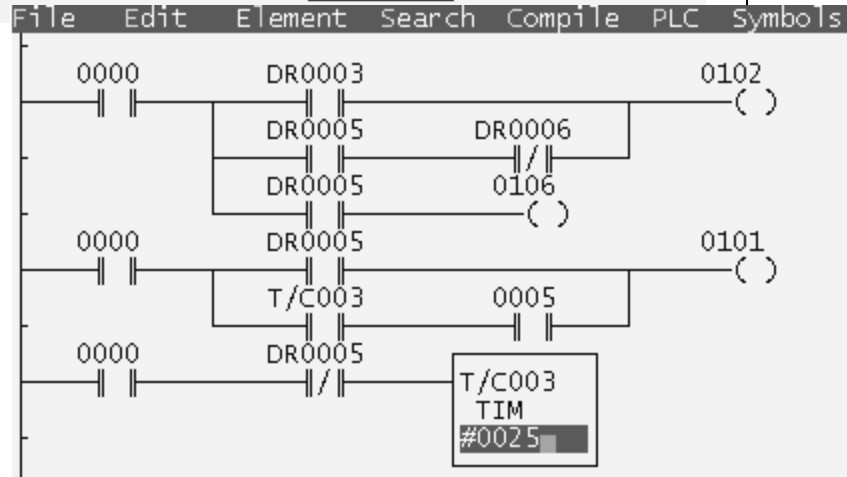 File Edit Element Search Compile PLC Symbols
0000 DR0003 0102
DR0005 DR0006
DR0005 0106
0000 DR0005 0101
T/C003 0005
0000 DR0005
T/C003
TIM
#0025